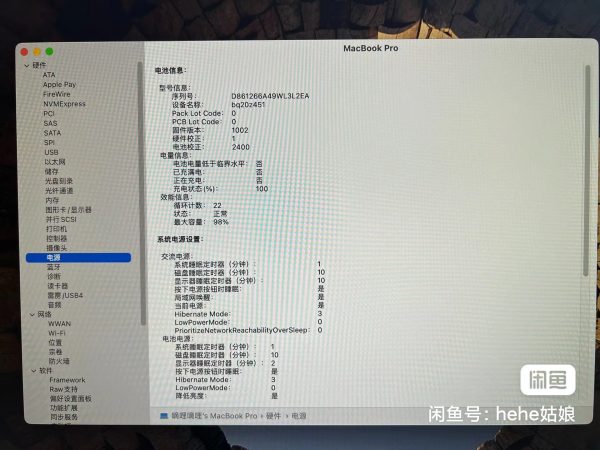 MacBook Pro
硬件
ATA
Apple Pay
FireWire
NVMExpress
PCI
SAS
SATA
SPI
USB
以太网
储存
光盘刻录
光纤通道
内存
图形卡/显示器
并行 SCSI
打印机
控制器
摄像头
电源
蓝牙
诊断
读卡器
雷雳/USB4
音频
网络
WWAN
Wi-Fi
位置
宗卷
防火墙
软件
Framework
Raw 支持
偏好设置面板
功能扩展
同步服务
电池信息:
型号信息:
序列号: D861266A49WL3L2EA
设备名称: bq20z451
Pack Lot Code: 0
PCB Lot Code: 0
固件版本: 1002
硬件校正: 1
电池校正: 2400
电量信息:
电池电量低于临界水平: 否
已充满电: 否
正在充电: 否
充电状态 (%): 100
效能信息:
循环计数: 22
状态: 正常
最大容量: 98%
系统电源设置:
交流电源:
系统睡眠定时器(分钟): 1
磁盘睡眠定时器(分钟): 10
显示器睡眠定时器(分钟): 10
按下电源按钮时睡眠: 是
局域网唤醒: 是
当前电源: 是
Hibernate Mode: 3
LowPowerMode: 0
PrioritizeNetworkReachabilityOverSleep: 0
电池电源:
系统睡眠定时器(分钟): 1
磁盘睡眠定时器(分钟): 10
显示器睡眠定时器(分钟): 2
按下电源按钮时睡眠: 是
Hibernate Mode: 3
LowPowerMode: 0
降低亮度: 是
嘀哩嘀哩's MacBook Pro › 硬件 › 电源
闲鱼
闲鱼号:hehe姑娘